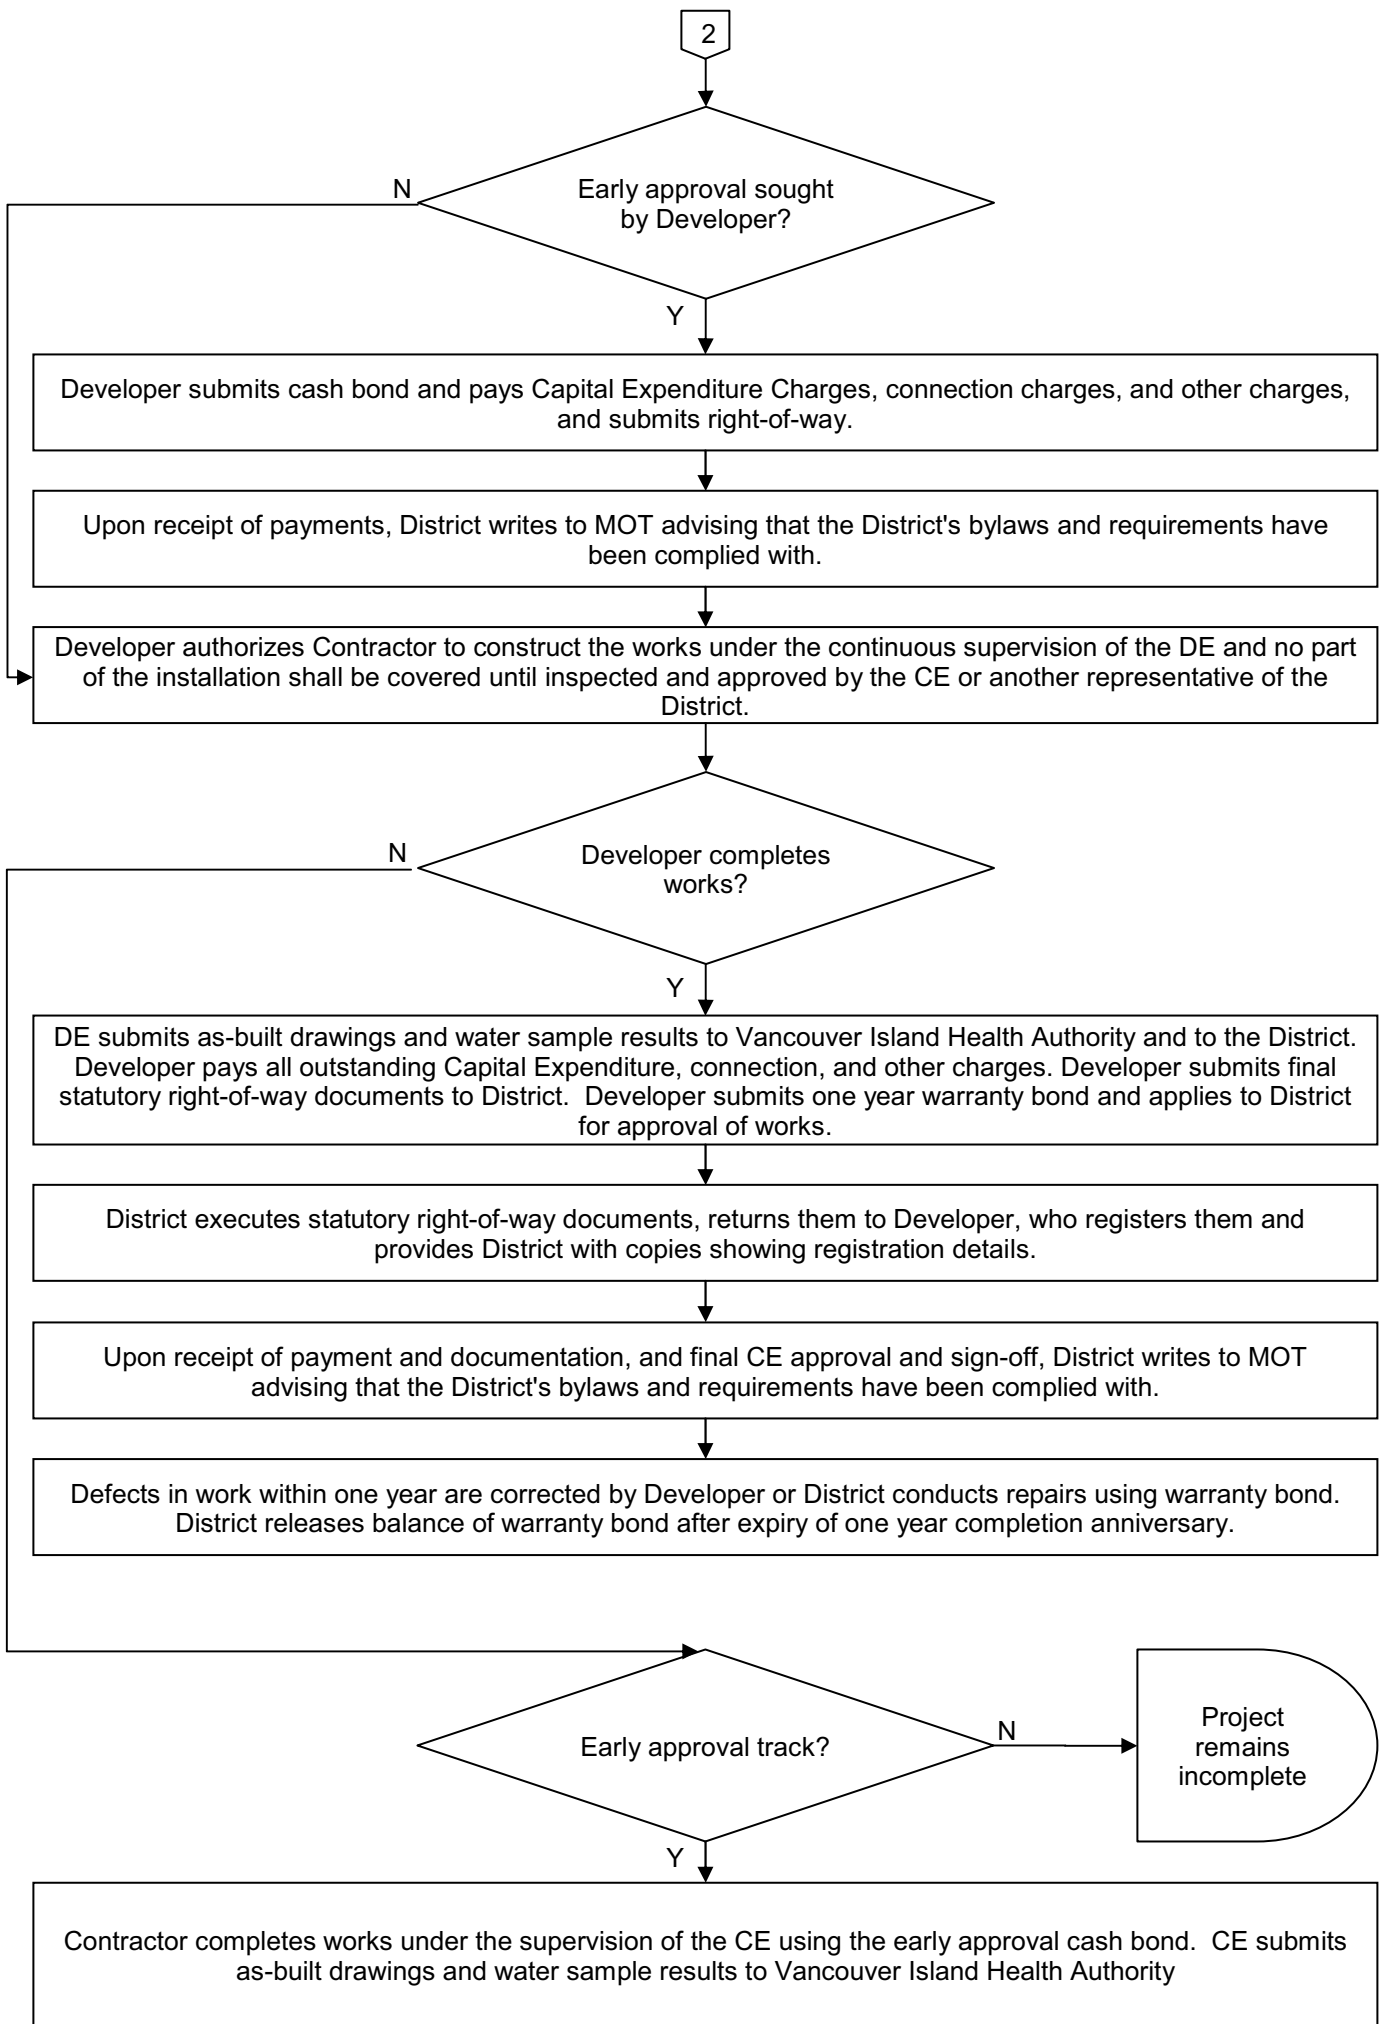 2
Early approval sought
by Developer?
N
Y
Developer submits cash bond and pays Capital Expenditure Charges, connection charges, and other charges,
and submits right-of-way.
Upon receipt of payments, District writes to MOT advising that the District's bylaws and requirements have
been complied with.
Developer authorizes Contractor to construct the works under the continuous supervision of the DE and no part
of the installation shall be covered until inspected and approved by the CE or another representative of the
District.
N
Developer completes
works?
Y
DE submits as-built drawings and water sample results to Vancouver Island Health Authority and to the District.
Developer pays all outstanding Capital Expenditure, connection, and other charges. Developer submits final
statutory right-of-way documents to District.  Developer submits one year warranty bond and applies to District
for approval of works.
District executes statutory right-of-way documents, returns them to Developer, who registers them and
provides District with copies showing registration details.
Upon receipt of payment and documentation, and final CE approval and sign-off, District writes to MOT
advising that the District's bylaws and requirements have been complied with.
Defects in work within one year are corrected by Developer or District conducts repairs using warranty bond.
District releases balance of warranty bond after expiry of one year completion anniversary.
Early approval track?
N
Project
remains
incomplete
Y
Contractor completes works under the supervision of the CE using the early approval cash bond.  CE submits
as-built drawings and water sample results to Vancouver Island Health Authority